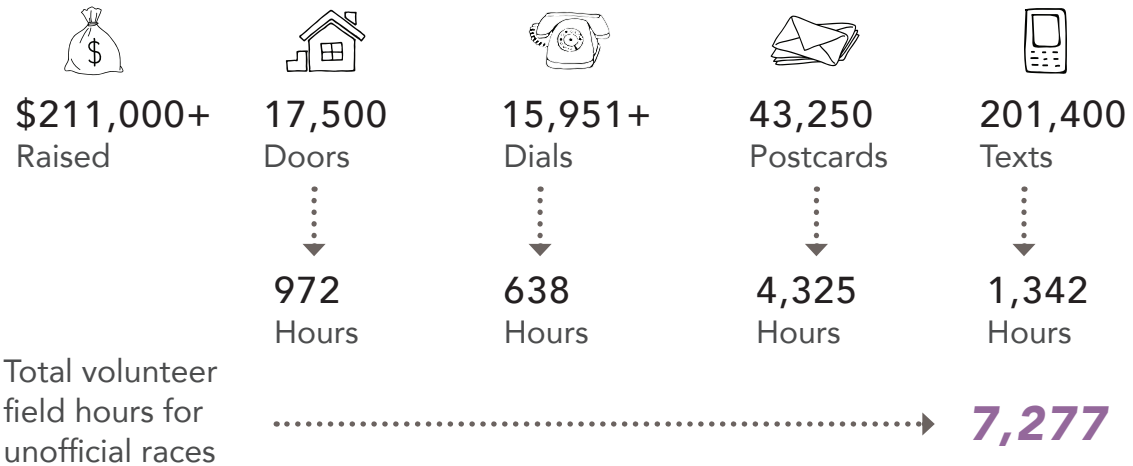 $
$211,000+
Raised
17,500
Doors
15,951+
Dials
43,250
Postcards
201,400
Texts
972
Hours
638
Hours
4,325
Hours
1,342
Hours
Total volunteer
field hours for
unofficial races
7,277